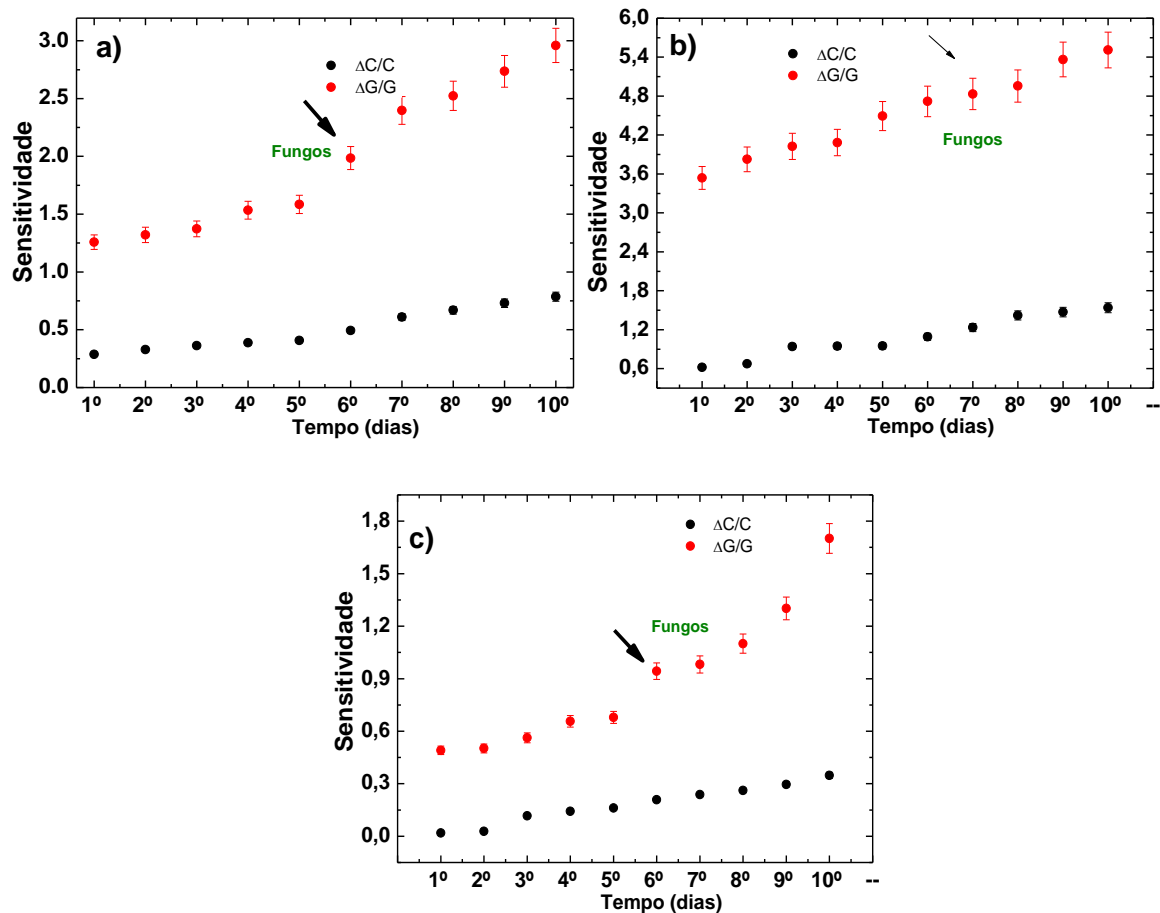 a)
ΔC/C
ΔG/G
Fungos
Sensitividade
3.0
2.5
2.0
1.5
1.0
0.5
0.0
1º 2º 3º 4º 5º 6º 7º 8º 9º 10º
Tempo (dias)
b)
ΔC/C
ΔG/G
Fungos
Sensitividade
6,0
5,4
4,8
4,2
3,6
3,0
2,4
1,8
1,2
0,6
1º 2º 3º 4º 5º 6º 7º 8º 9º 10º --
Tempo (dias)
c)
ΔC/C
ΔG/G
Fungos
Sensitividade
1,8
1,5
1,2
0,9
0,6
0,3
0,0
1º 2º 3º 4º 5º 6º 7º 8º 9º 10º --
Tempo (dias)